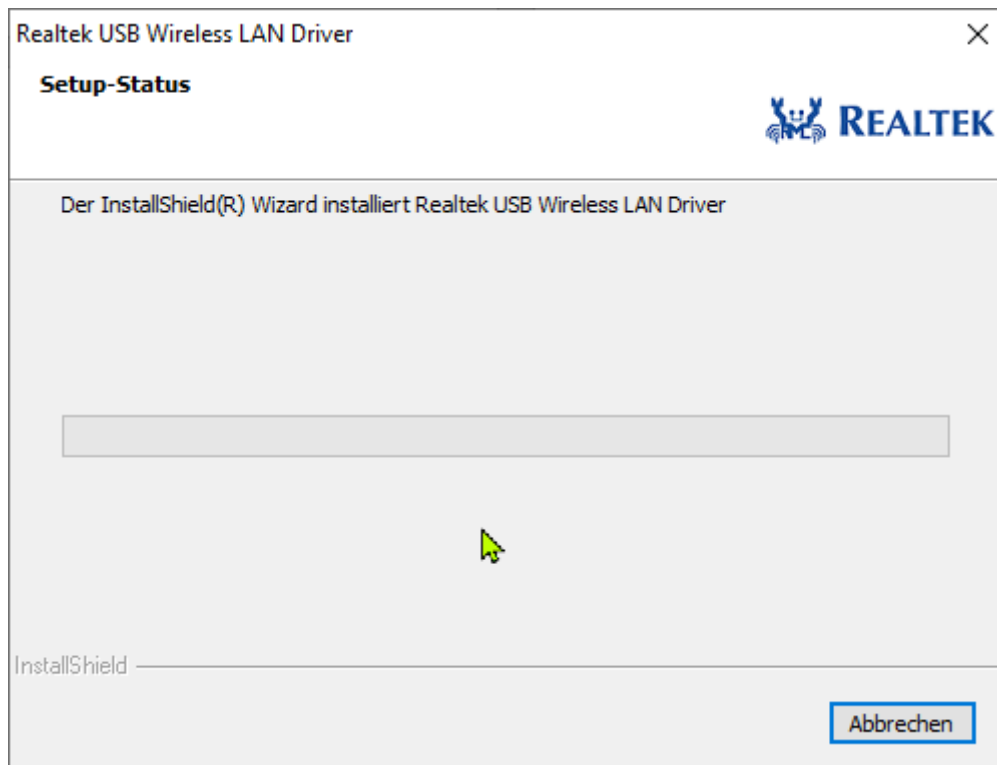 Realtek USB Wireless LAN Driver
Setup-Status
REALTEK
Der InstallShield(R) Wizard installiert Realtek USB Wireless LAN Driver
InstallShield
Abbrechen